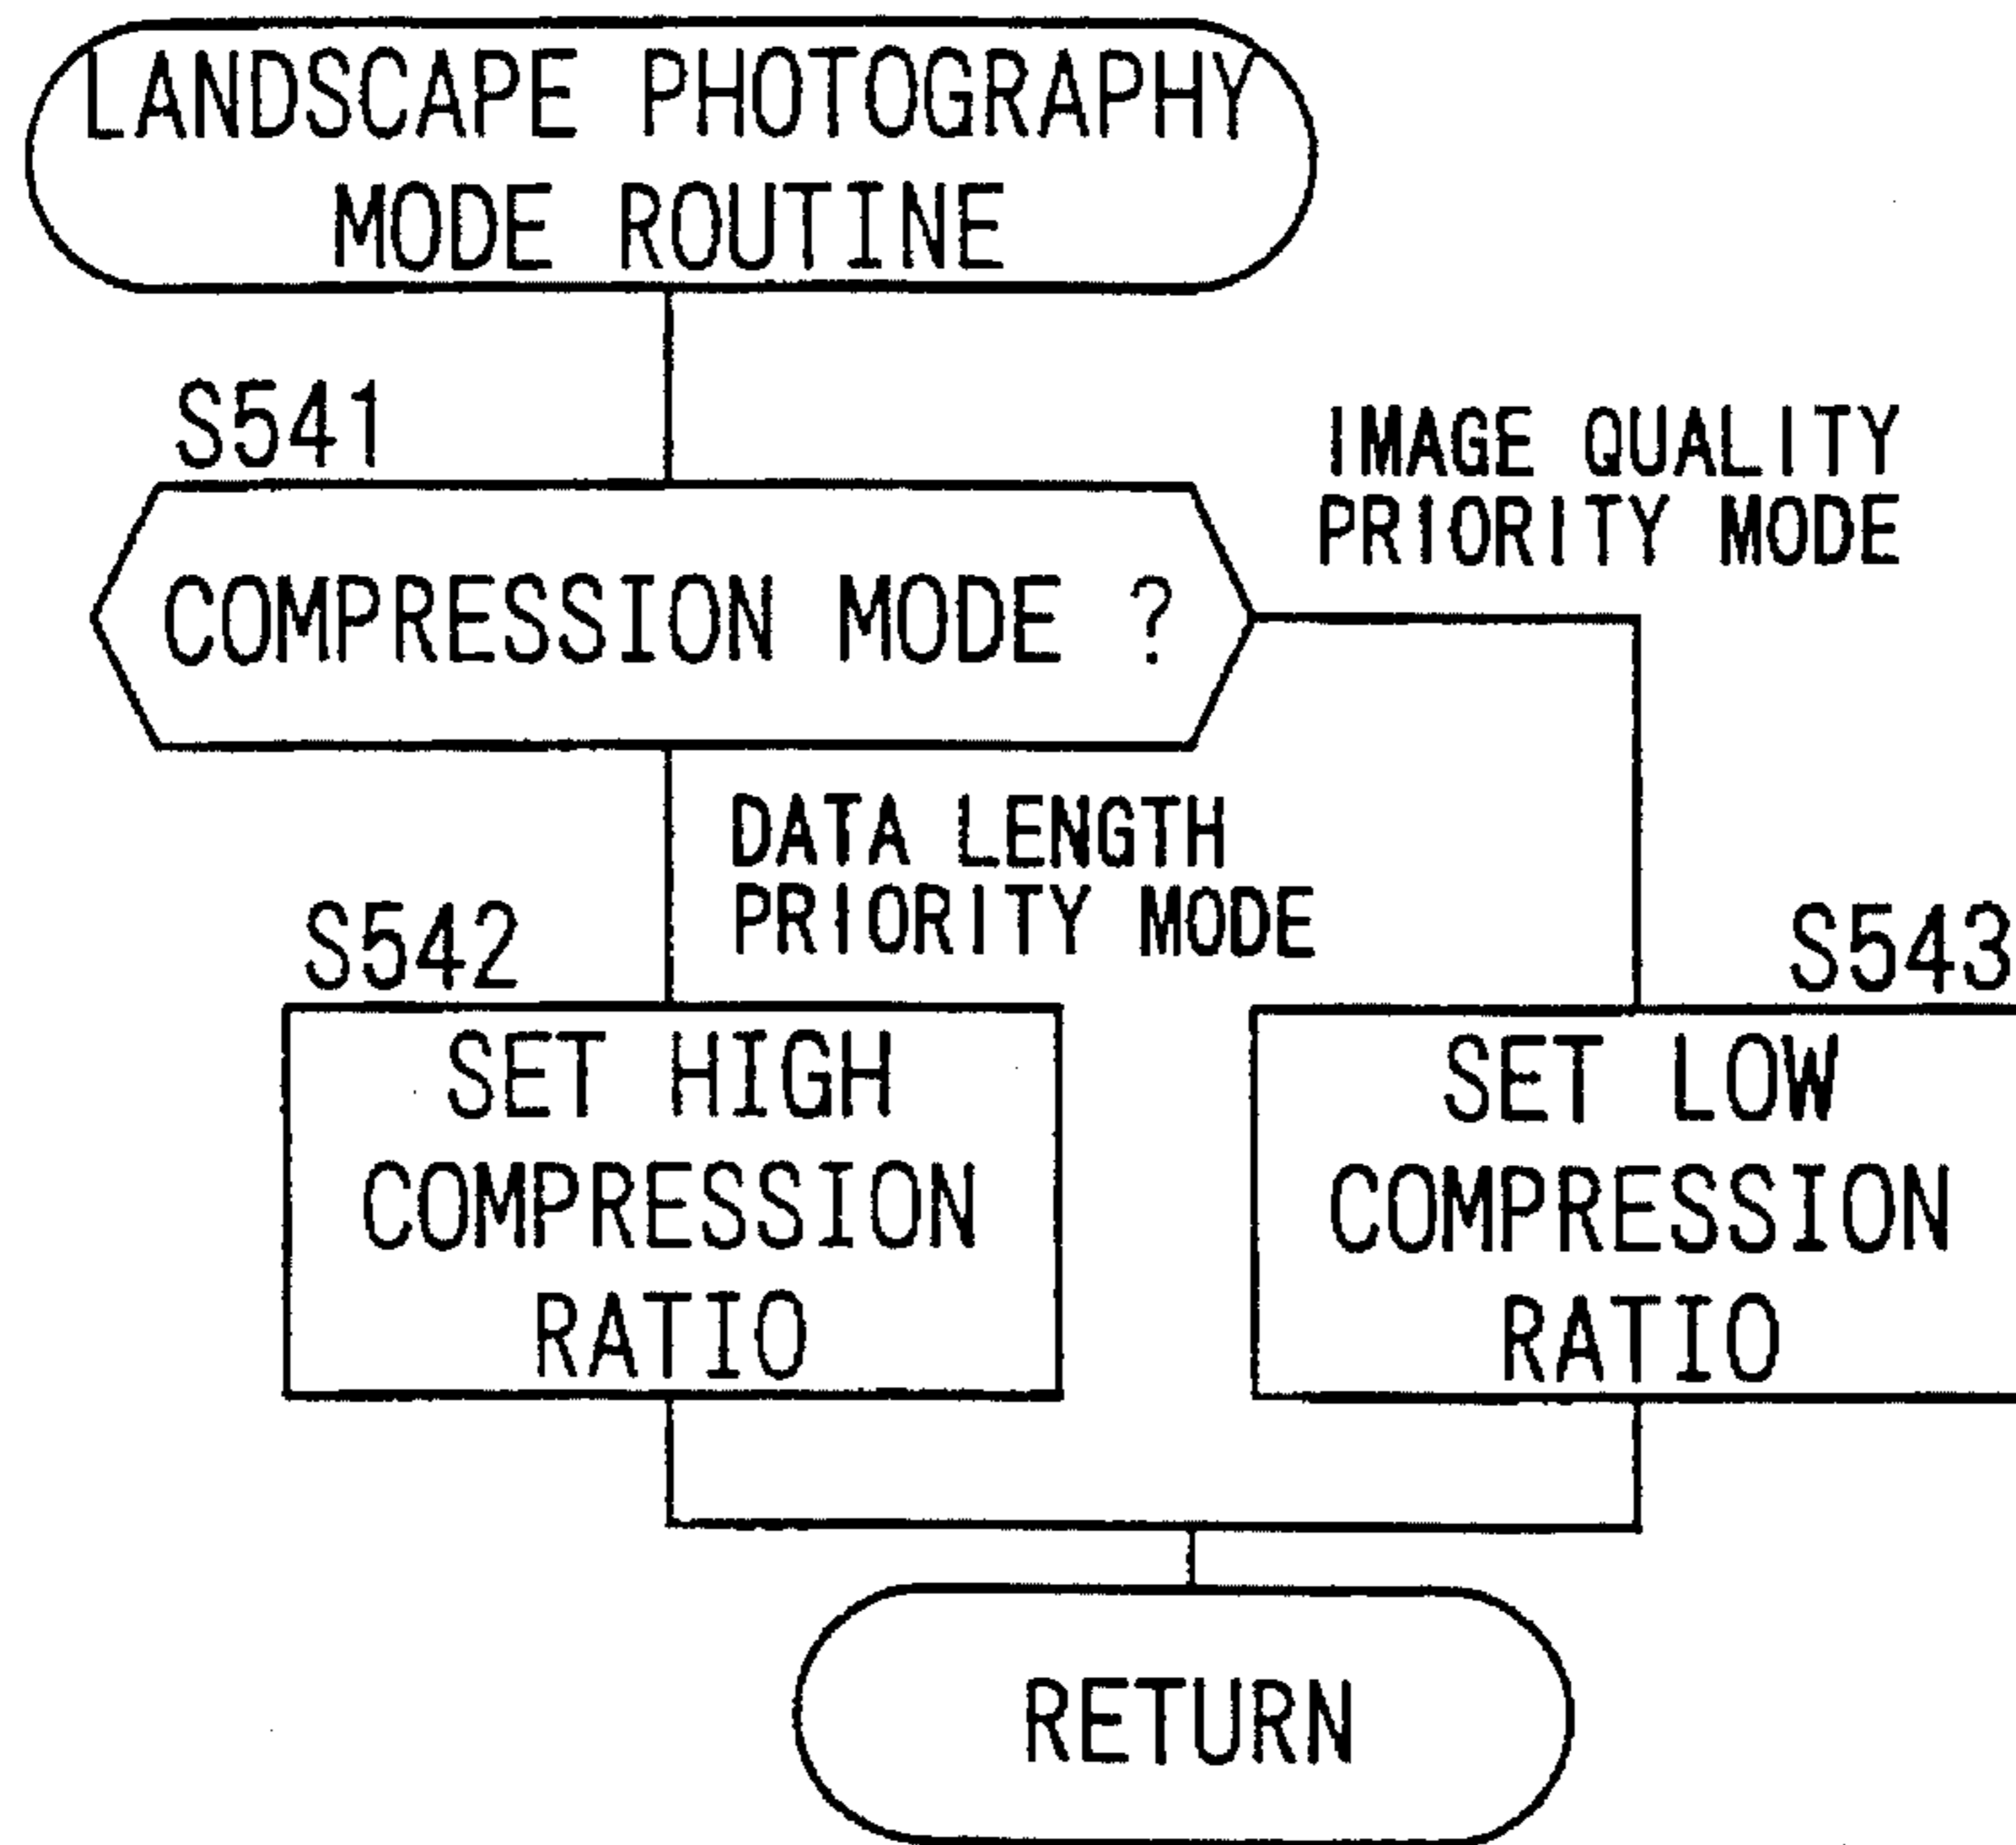 LANDSCAPE PHOTOGRAPHY
MODE ROUTINE
S541
IMAGE QUALITY
PRIORITY MODE
COMPRESSION MODE ?
DATA LENGTH
PRIORITY MODE
S542
S543
SET HIGH
COMPRESSION
RATIO
SET LOW
COMPRESSION
RATIO
RETURN